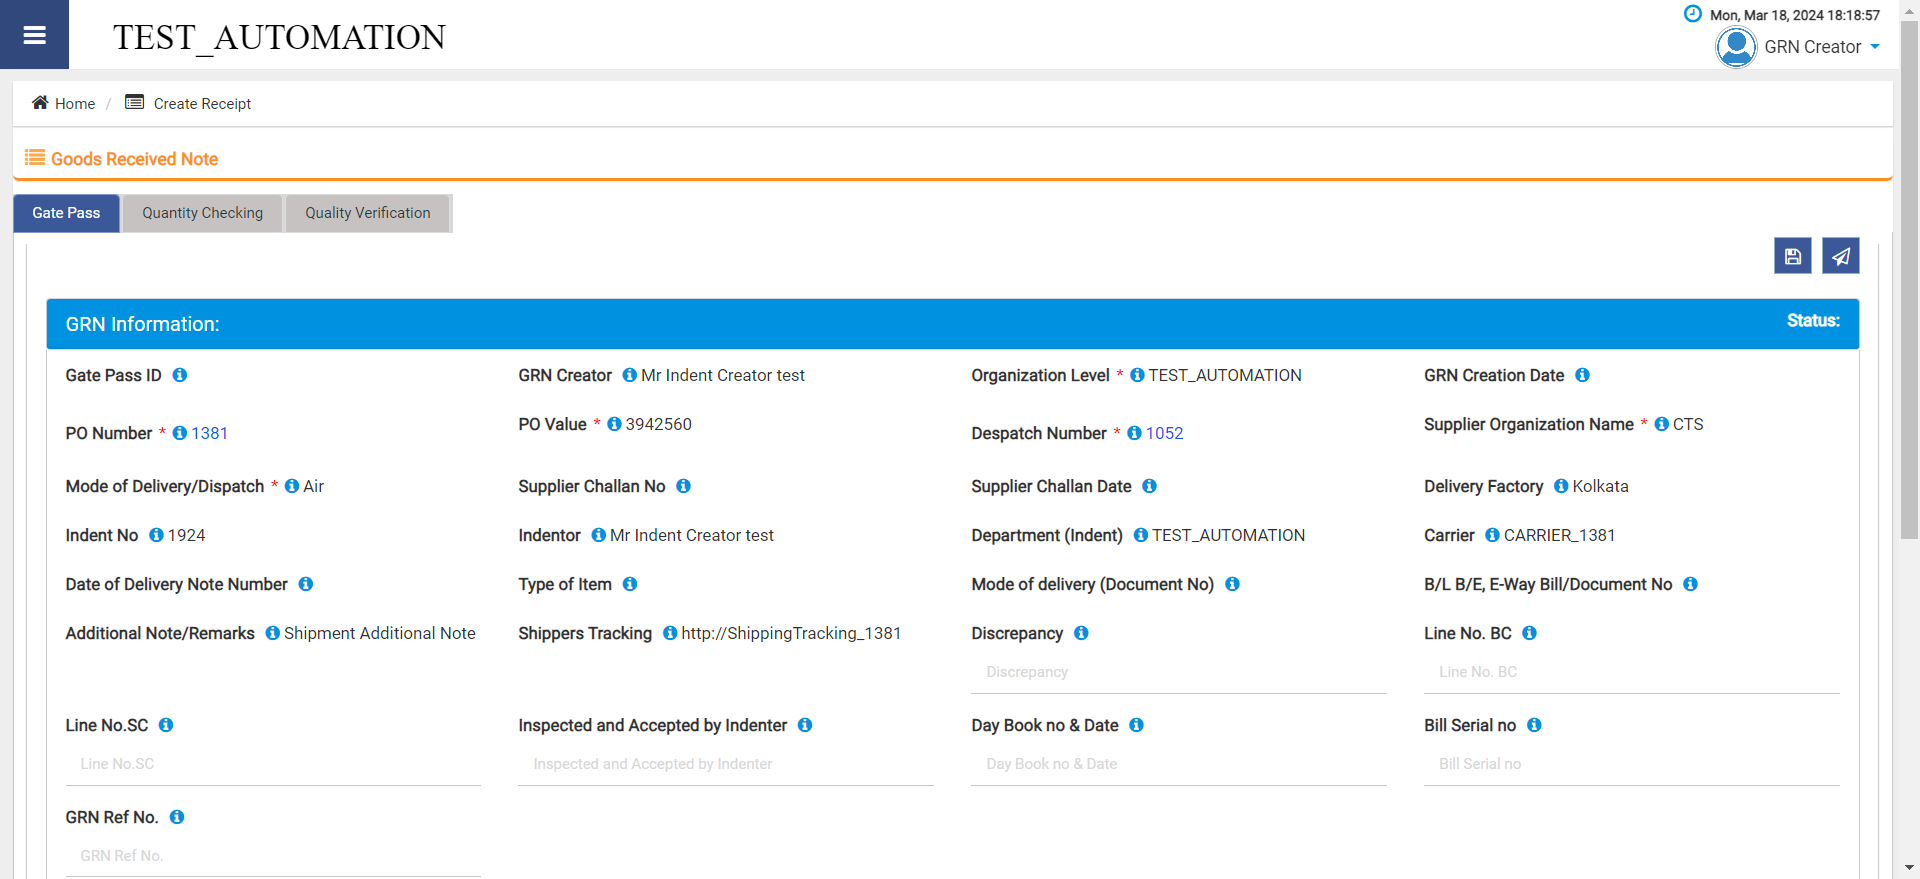 TEST_AUTOMATION
Mon, Mar 18, 2024 18:18:57
GRN Creator
Home / Create Receipt
Goods Received Note
Gate Pass Quantity Checking Quality Verification
GRN Information: Status:
Gate Pass ID GRN Creator Mr Indent Creator test Organization Level * TEST_AUTOMATION GRN Creation Date
PO Number * 1381 PO Value * 3942560 Despatch Number * 1052 Supplier Organization Name * CTS
Mode of Delivery/Dispatch * Air Supplier Challan No Supplier Challan Date Delivery Factory Kolkata
Indent No 1924 Indentor Mr Indent Creator test Department (Indent) TEST_AUTOMATION Carrier CARRIER_1381
Date of Delivery Note Number Type of Item Mode of delivery (Document No) B/L B/E, E-Way Bill/Document No
Additional Note/Remarks Shipment Additional Note Shippers Tracking http://ShippingTracking_1381 Discrepancy Line No. BC
Discrepancy Line No. BC
Line No.SC Inspected and Accepted by Indenter Day Book no & Date Bill Serial no
Line No.SC Inspected and Accepted by Indenter Day Book no & Date Bill Serial no
GRN Ref No.
GRN Ref No.